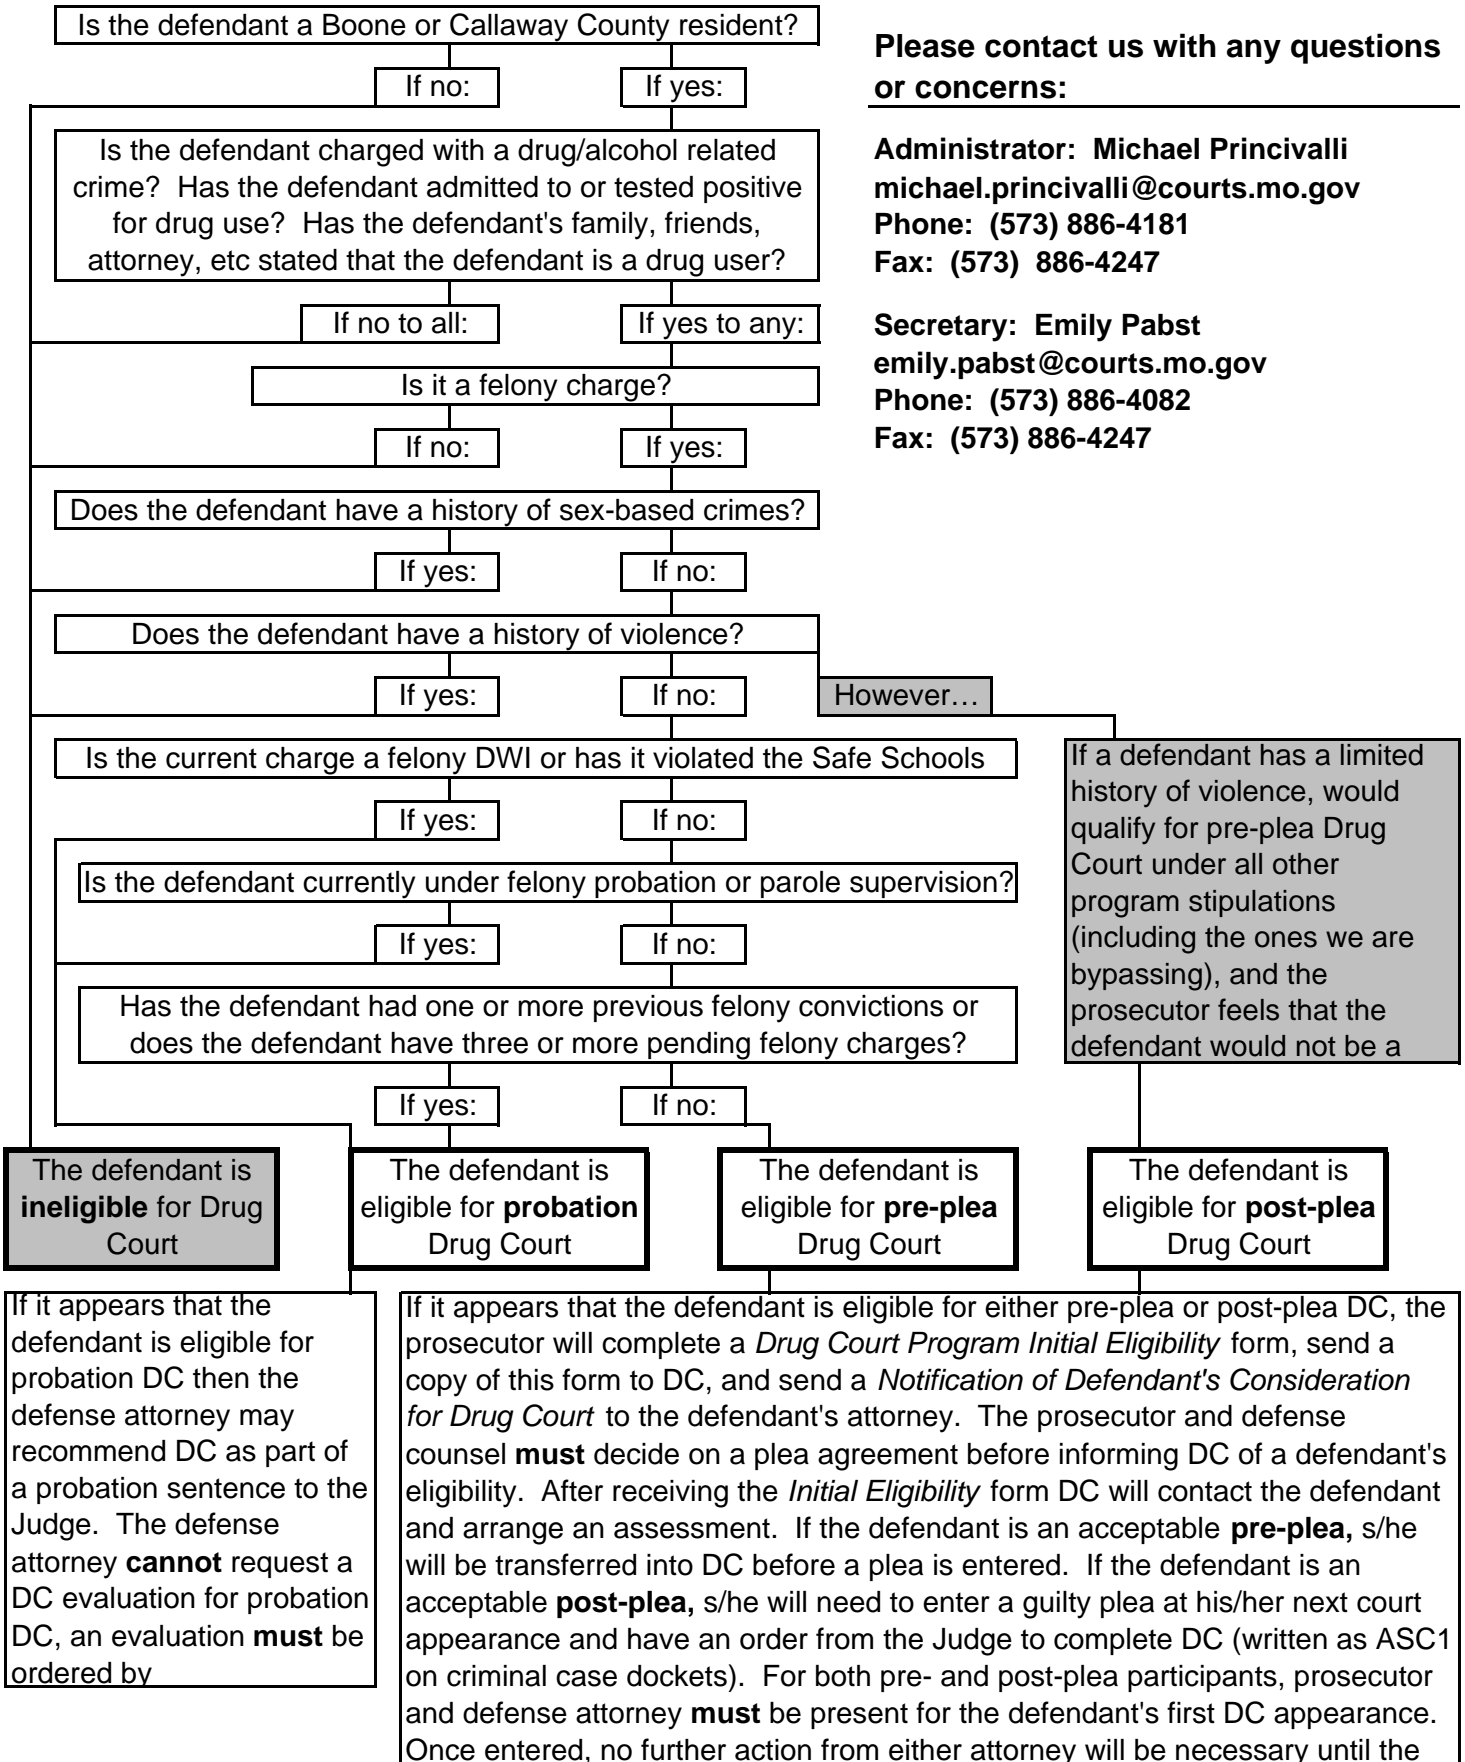 Is the defendant a Boone or Callaway County resident?
If no:
If yes:
Please contact us with any questions
or concerns:
Administrator:  Michael Princivalli
michael.princivalli@courts.mo.gov
Phone:  (573) 886-4181
Fax:  (573)  886-4247
Secretary:  Emily Pabst
emily.pabst@courts.mo.gov
Phone:  (573) 886-4082
Fax:  (573) 886-4247
Is the defendant charged with a drug/alcohol related
crime?  Has the defendant admitted to or tested positive
for drug use?  Has the defendant's family, friends,
attorney, etc stated that the defendant is a drug user?
If no to all:
If yes to any:
Is it a felony charge?
If no:
If yes:
Does the defendant have a history of sex-based crimes?
If yes:
If no:
Does the defendant have a history of violence?
If yes:
If no:
However…
Is the current charge a felony DWI or has it violated the Safe Schools
If yes:
If no:
Is the defendant currently under felony probation or parole supervision?
If yes:
If no:
Has the defendant had one or more previous felony convictions or
does the defendant have three or more pending felony charges?
If yes:
If no:
If a defendant has a limited
history of violence, would
qualify for pre-plea Drug
Court under all other
program stipulations
(including the ones we are
bypassing), and the
prosecutor feels that the
defendant would not be a
The defendant is
ineligible for Drug
Court
The defendant is
eligible for probation
Drug Court
The defendant is
eligible for pre-plea
Drug Court
The defendant is
eligible for post-plea
Drug Court
If it appears that the
defendant is eligible for
probation DC then the
defense attorney may
recommend DC as part of
a probation sentence to the
Judge.  The defense
attorney cannot request a
DC evaluation for probation
DC, an evaluation must be
ordered by
If it appears that the defendant is eligible for either pre-plea or post-plea DC, the
prosecutor will complete a Drug Court Program Initial Eligibility form, send a
copy of this form to DC, and send a Notification of Defendant's Consideration
for Drug Court to the defendant's attorney.  The prosecutor and defense
counsel must decide on a plea agreement before informing DC of a defendant's
eligibility.  After receiving the Initial Eligibility form DC will contact the defendant
and arrange an assessment.  If the defendant is an acceptable pre-plea, s/he
will be transferred into DC before a plea is entered.  If the defendant is an
acceptable post-plea, s/he will need to enter a guilty plea at his/her next court
appearance and have an order from the Judge to complete DC (written as ASC1
on criminal case dockets).  For both pre- and post-plea participants, prosecutor
and defense attorney must be present for the defendant's first DC appearance.
Once entered, no further action from either attorney will be necessary until the